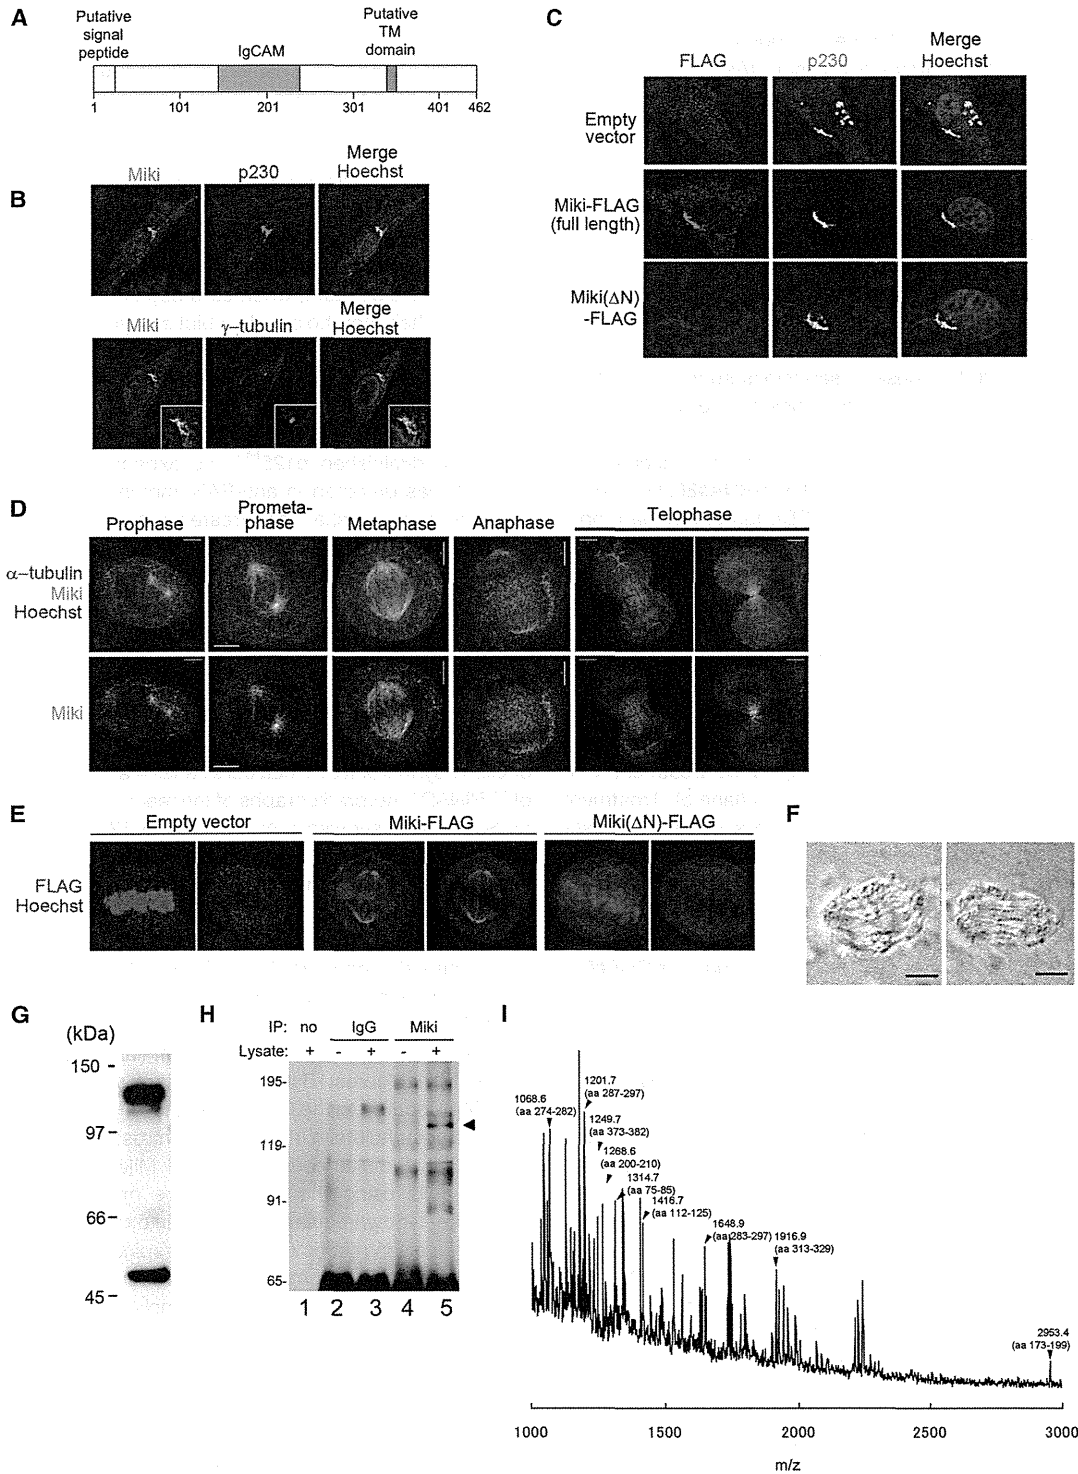 A
Putative
signal
peptide
IgCAM
Putative
TM
domain
1 101 201 301 401 462
B
Miki p230 Merge
Hoechst
Miki γ–tubulin Merge
Hoechst
C
FLAG p230 Merge
Hoechst
Empty
vector
Miki-FLAG
(full length)
Miki(ΔN)
-FLAG
D
Prophase Prometa-
phase Metaphase Anaphase Telophase
α–tubulin
Miki
Hoechst
Miki
E
Empty vector Miki-FLAG Miki(ΔN)-FLAG
FLAG
Hoechst
F
G
(kDa)
150
97
66
45
H
IP: no IgG Miki
Lysate: + - + - +
195-
119-
91-
65-
1 2 3 4 5
I
1068.6
(aa 274-282)
1201.7
(aa 287-297)
1249.7
(aa 373-382)
1268.6
(aa 200-210)
1314.7
(aa 75-85)
1416.7
(aa 112-125)
1648.9
(aa 283-297)
1916.9
(aa 313-329)
2953.4
(aa 173-199)
1000 1500 2000 2500 3000
m/z